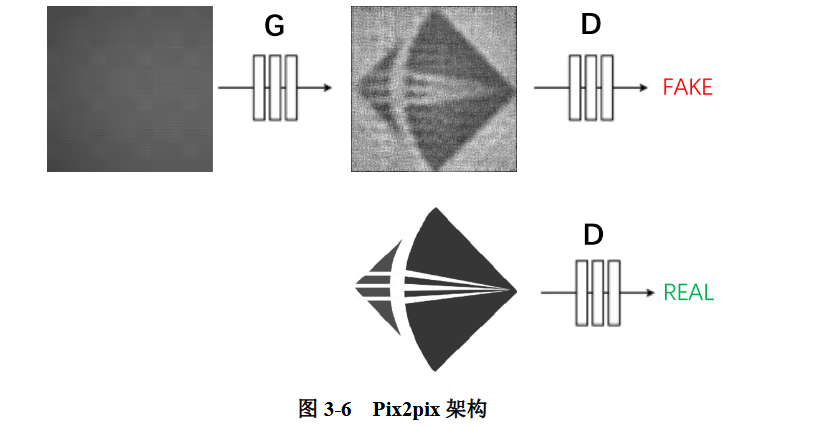 G
D
FAKE
D
REAL
图 3-6 Pix2pix 架构